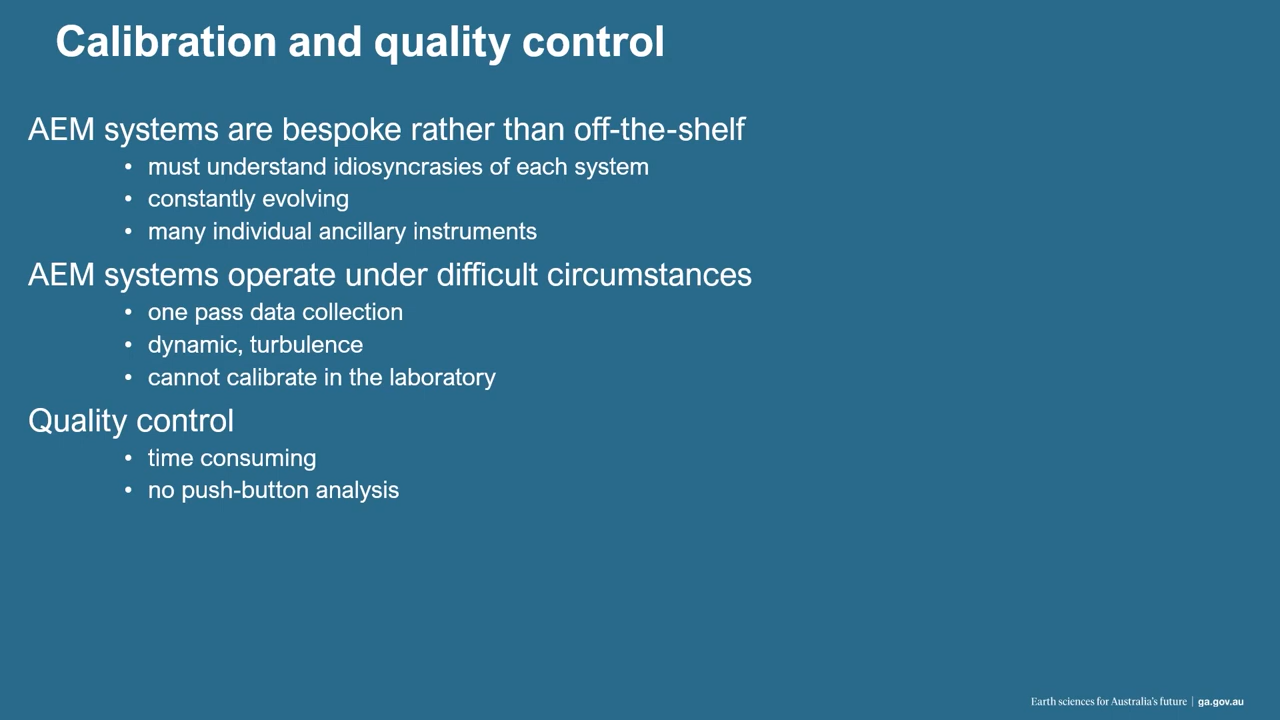 Calibration and quality control
AEM systems are bespoke rather than off-the-shelf
• must understand idiosyncrasies of each system
• constantly evolving
• many individual ancillary instruments
AEM systems operate under difficult circumstances
• one pass data collection
• dynamic, turbulence
• cannot calibrate in the laboratory
Quality control
• time consuming
• no push-button analysis
Earth sciences for Australia's future | ga.gov.au